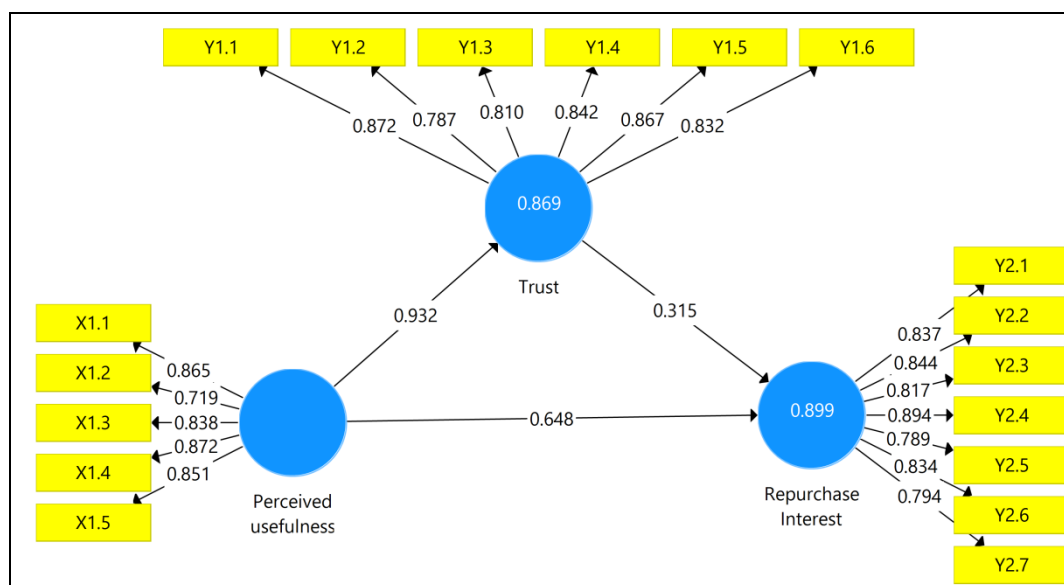 Y1.1
Y1.2
Y1.3
Y1.4
Y1.5
Y1.6
0.872
0.787
0.810
0.842
0.867
0.832
0.869
Trust
0.932
0.315
X1.1
X1.2
X1.3
X1.4
X1.5
0.865
0.719
0.838
0.872
0.851
Perceived
usefulness
0.648
0.899
Repurchase
Interest
0.837
0.844
0.817
0.894
0.789
0.834
0.794
Y2.1
Y2.2
Y2.3
Y2.4
Y2.5
Y2.6
Y2.7